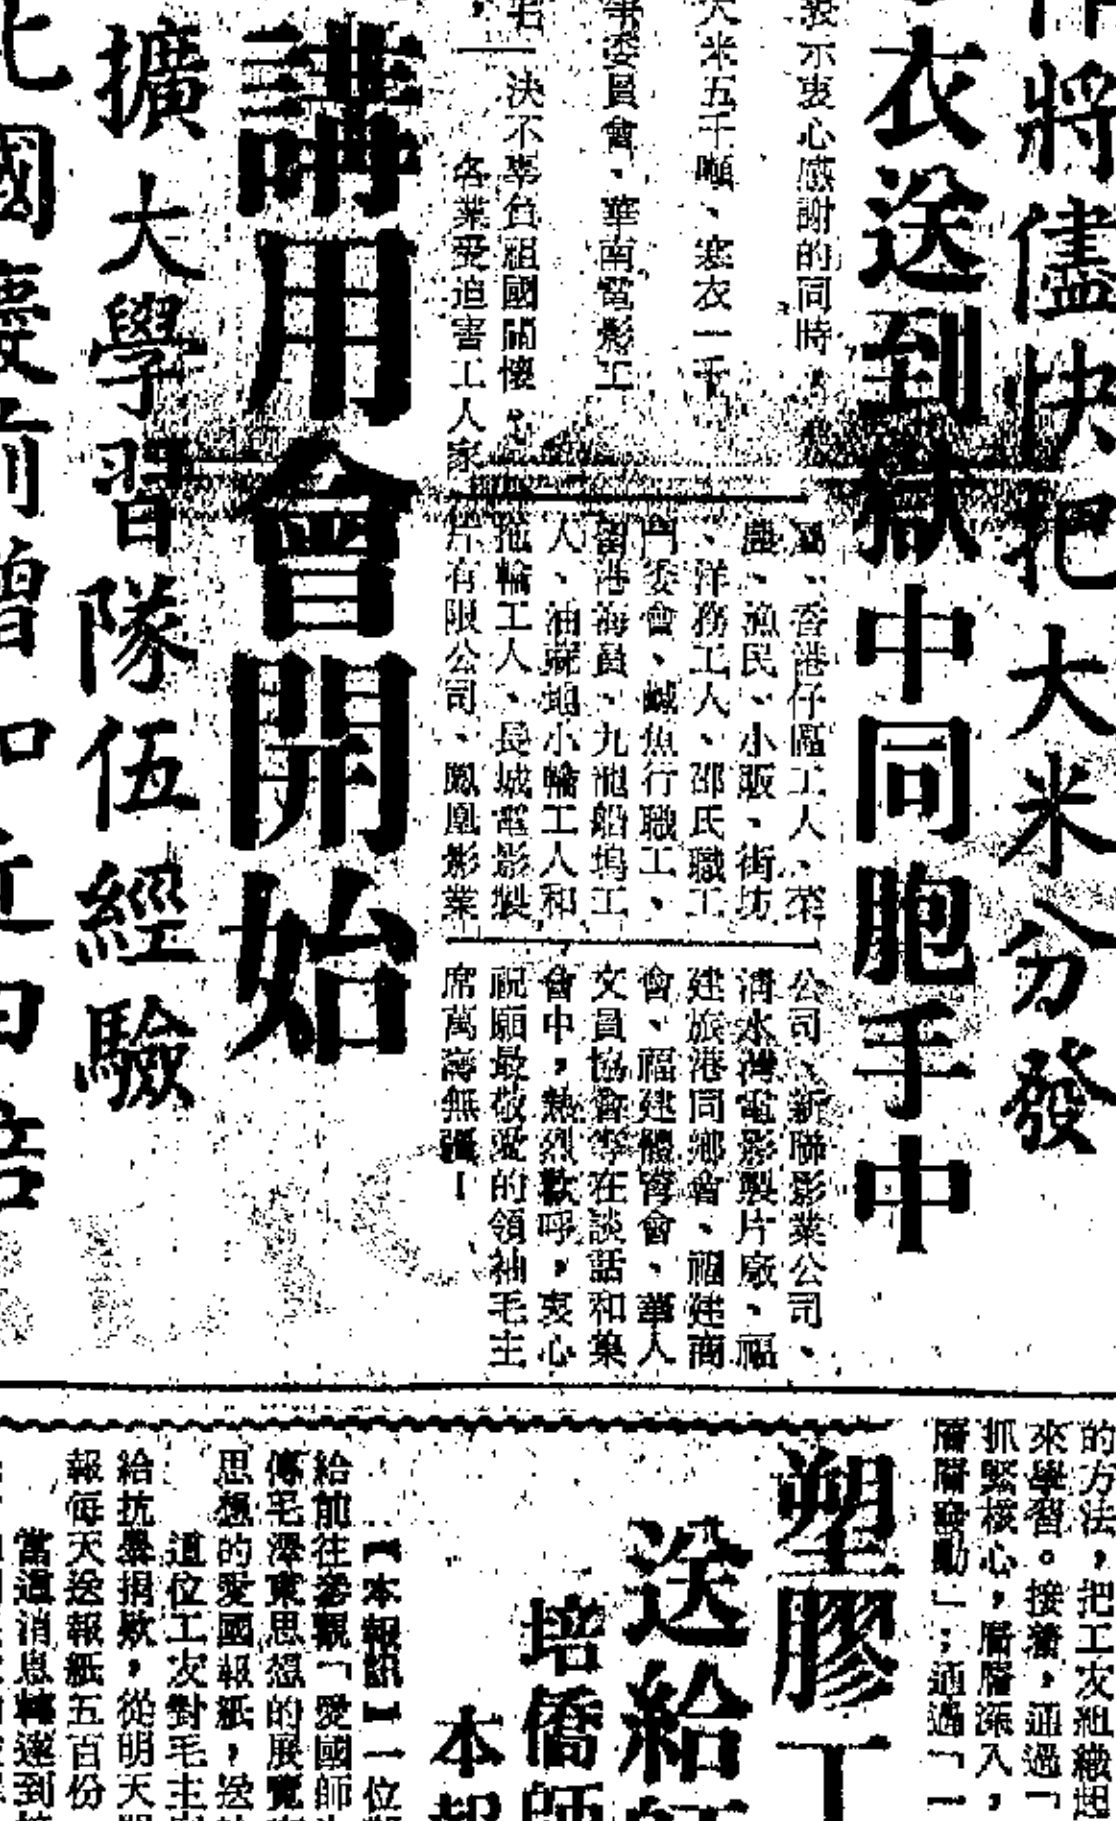 將儘快把大米分發
衣送到獄中同胞手中
表示衷心感謝的同時，
大米五千噸、寒衣一千
事委員會、華南電影工
決不辜負祖國關懷。
各業受迫害工人家
屬、香港仔區工人、菜
農、漁民、小販、街坊
、洋務工人、邵氏職工
鬥委會、鹹魚行職工、
留港海員、九龍船塢工
人、油蔴地小輪工人和
拖輪工人、長城電影製
片有限公司、鳳凰影業
公司、新聯影業公司、
清水灣電影製片廠、福
建旅港同鄉會、福建商
會、福建體育會、華人
文員協會等在談話和集
會中，熱烈歡呼，衷心
祝願最敬愛的領袖毛主
席萬壽無疆！
講用會開始
擴大學習隊伍經驗
國慶前增加近四倍
的方法，把工友組織起
來學習。接着，通過「
抓緊核心，層層深入，
層層發動」；通過「一
塑膠工
送給
培僑師
本報
【本報訊】一位
給前往參觀「愛國師
傳毛澤東思想的展覽
思想的愛國報紙，送
這位工友對毛主
給抗暴捐款，從明天
報每天送報紙五百份
當這消息轉達到